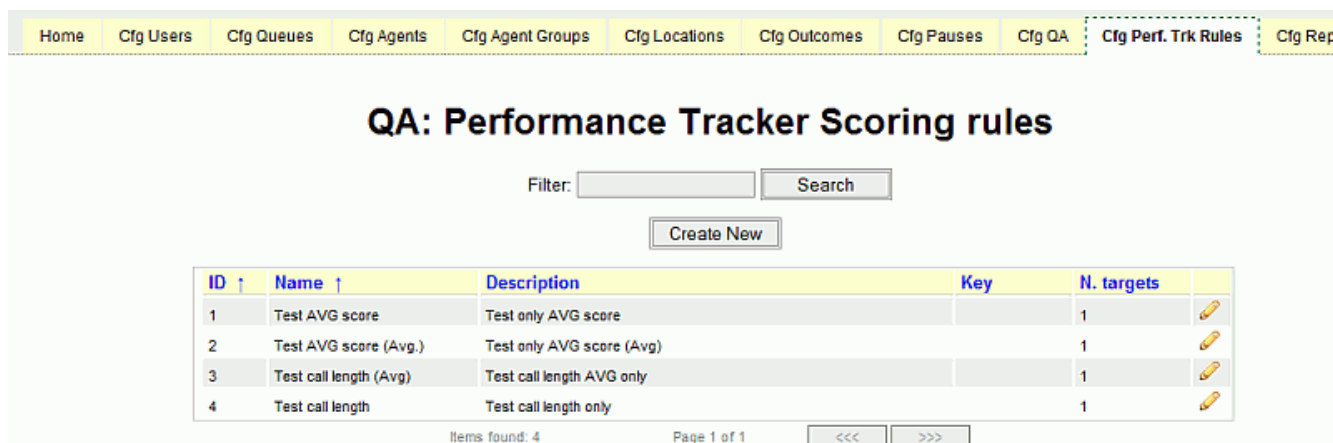 Home Cfg Users Cfg Queues Cfg Agents Cfg Agent Groups Cfg Locations Cfg Outcomes Cfg Pauses Cfg QA Cfg Perf. Trk Rules Cfg Rep
QA: Performance Tracker Scoring rules
Filter: Search
Create New
ID ↑ Name ↑ Description Key N. targets
1 Test AVG score Test only AVG score 1
2 Test AVG score (Avg.) Test only AVG score (Avg) 1
3 Test call length (Avg) Test call length AVG only 1
4 Test call length Test call length only 1
Items found: 4 Page 1 of 1 <<< >>>